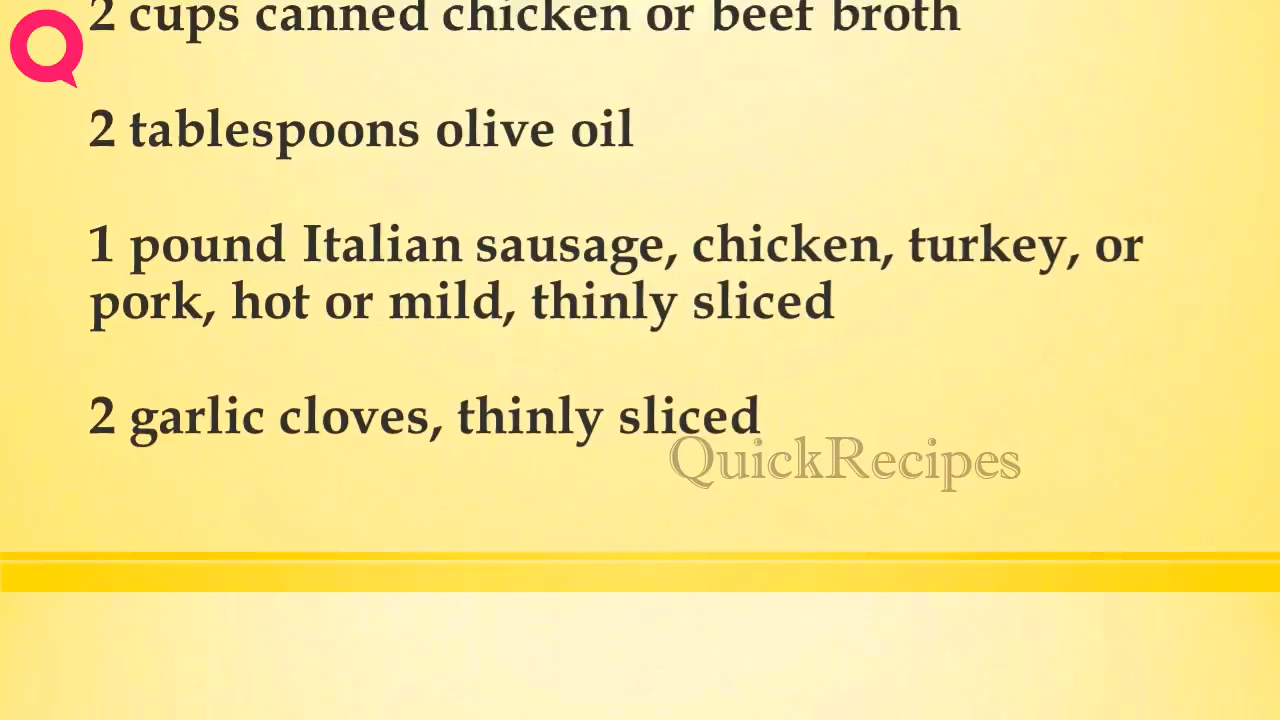 2 cups canned chicken or beef broth
2 tablespoons olive oil
1 pound Italian sausage, chicken, turkey, or
pork, hot or mild, thinly sliced
2 garlic cloves, thinly sliced
QuickRecipes